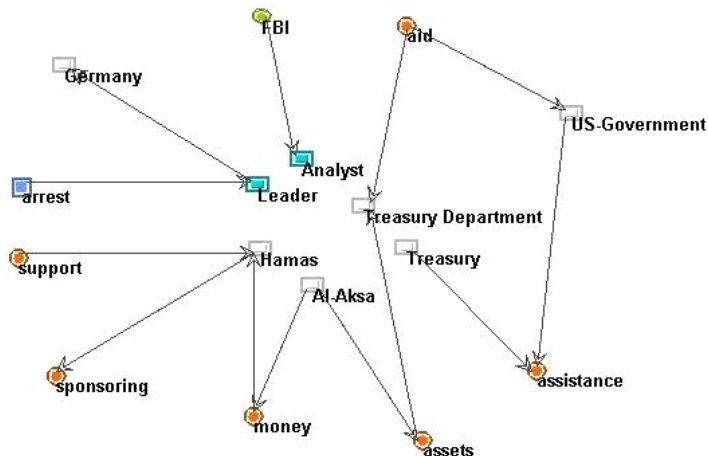 FBI
aid
Germany
US-Government
Analyst
arrest
Leader
Treasury Department
support
Hamas
Treasury
Al-Aksa
sponsoring
assistance
money
assets